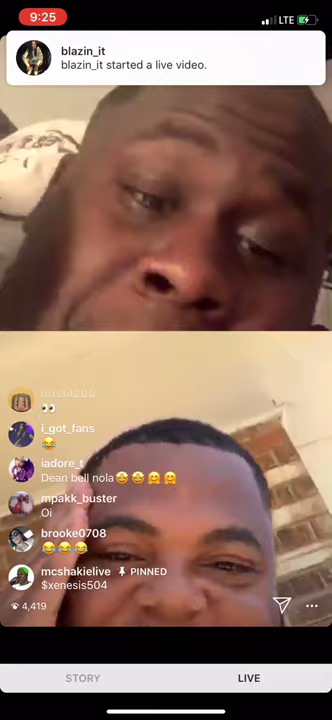 9:25
LTE
blazin_it
blazin_it started a live video.
i_got_fans
iadore_t
Dean bell nola
mpakk_buster
Oi
brooke0708
mcshakielive PINNED
$xenesis504
4,419
STORY
LIVE